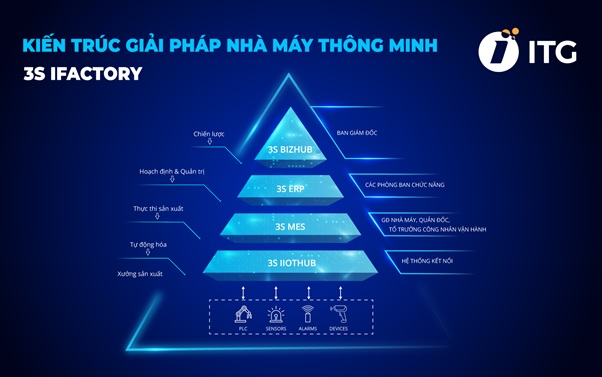 KIẾN TRÚC GIẢI PHÁP NHÀ MÁY THÔNG MINH
3S IFACTORY
ITG
Chiến lược
3S BIZHUB
BAN GIÁM ĐỐC
Hoạch định & Quản trị
3S ERP
CÁC PHÒNG BAN CHỨC NĂNG
Thực thi sản xuất
3S MES
GĐ NHÀ MÁY, QUẢN ĐỐC,
TỔ TRƯỞNG CÔNG NHÂN VẬN HÀNH
Tự động hóa
3S IIOTHUB
HỆ THỐNG KẾT NỐI
Xưởng sản xuất
PLC
SENSORS
ALARMS
DEVICES